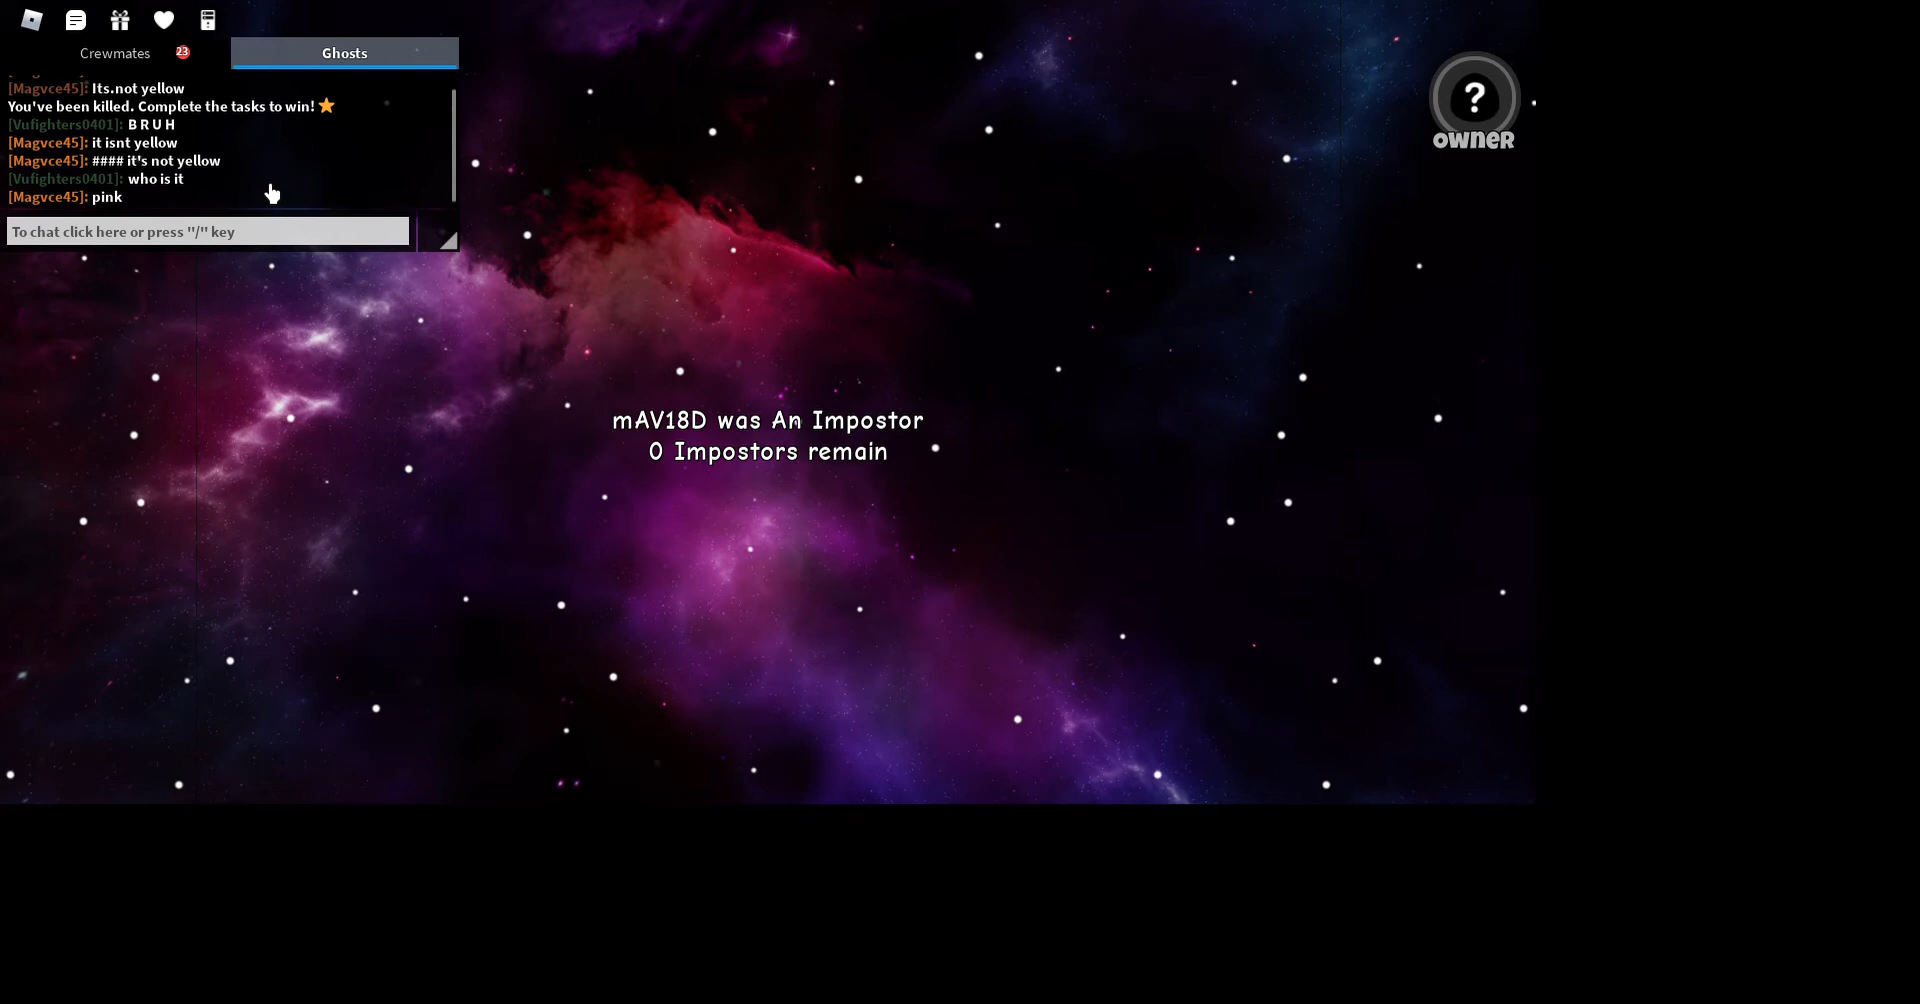 Crewmates 23 Ghosts
[Magvce45]: Its.not yellow
You've been killed. Complete the tasks to win!
[Vufighters0401]: B R U H
[Magvce45]: it isnt yellow
[Magvce45]: #### it's not yellow
[Vufighters0401]: who is it
[Magvce45]: pink
To chat click here or press "/" key
?
OWNER
mAV18D was An Impostor
0 Impostors remain